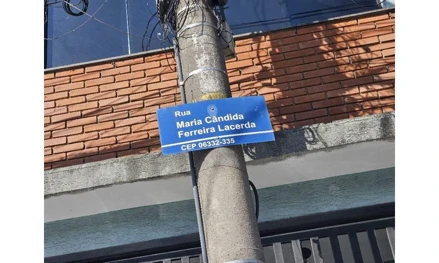 Rua
Maria Cândida
Ferreira Lacerda
CEP 06332-335